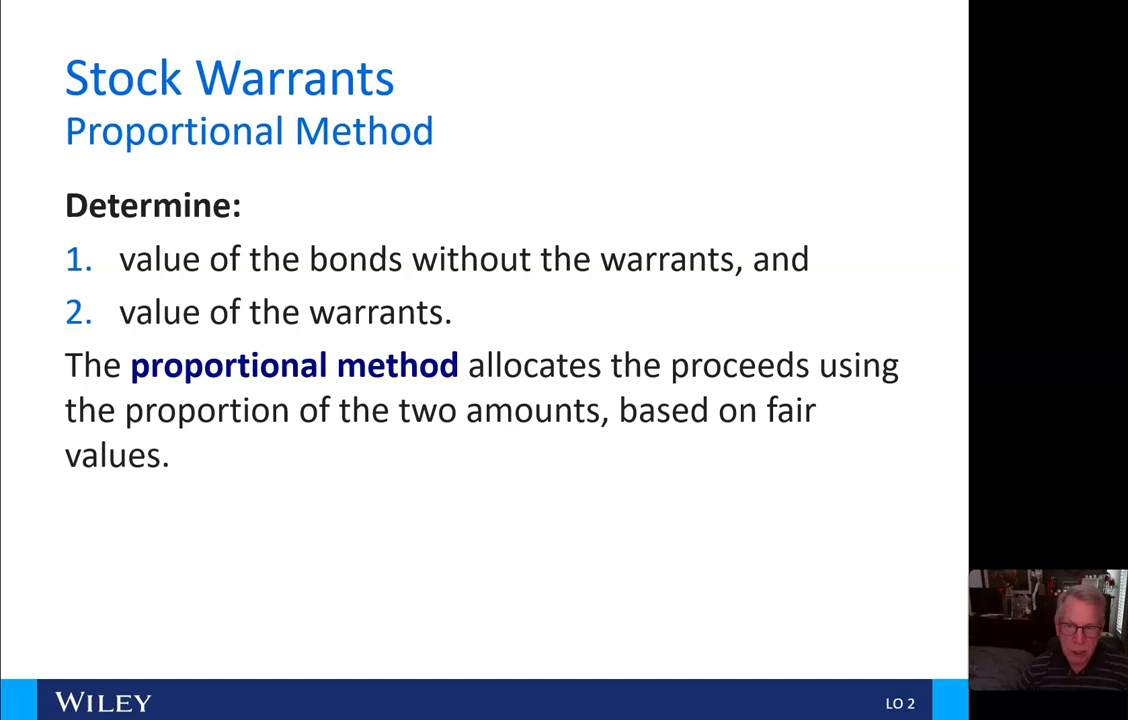 Stock Warrants
Proportional Method
Determine:
1. value of the bonds without the warrants, and
2. value of the warrants.
The proportional method allocates the proceeds using
the proportion of the two amounts, based on fair
values.
WILEY
LO 2